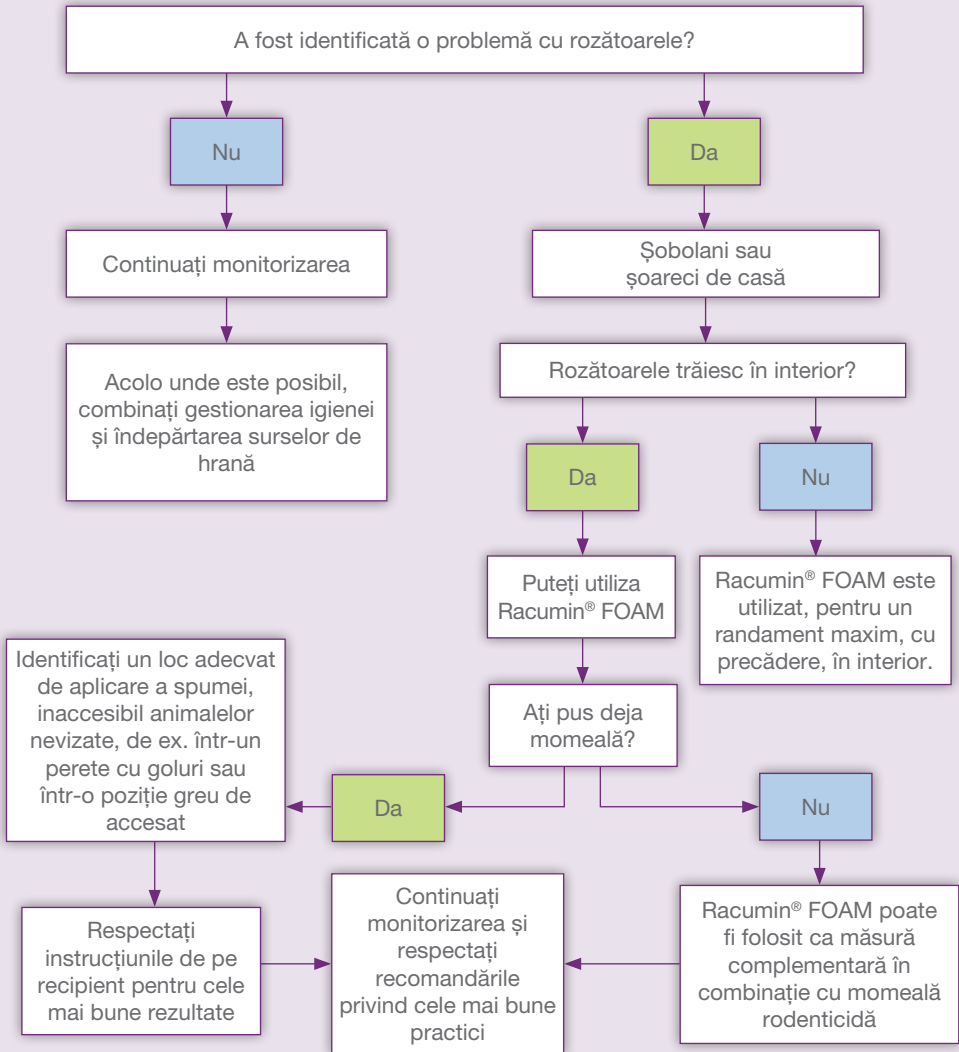 A fost identificată o problemă cu rozătoarele?
Nu
Da
Continuați monitorizarea
Șobolani sau
șoareci de casă
Acolo unde este posibil,
combinați gestionarea igienei
și îndepărtarea surselor de
hrană
Rozătoarele trăiesc în interior?
Da
Nu
Puteți utiliza
Racumin® FOAM
Racumin® FOAM este
utilizat, pentru un
randament maxim, cu
precădere, în interior.
Ați pus deja
momeală?
Da
Nu
Identificați un loc adecvat
de aplicare a spumei,
inaccesibil animalelor
nevizate, de ex. într-un
perete cu goluri sau
într-o poziție greu de
accesat
Respectați
instrucțiunile de pe
recipient pentru cele
mai bune rezultate
Continuați
monitorizarea și
respectați
recomandările
privind cele mai bune
practici
Racumin® FOAM poate
fi folosit ca măsură
complementară în
combinație cu momeală
rodenticidă